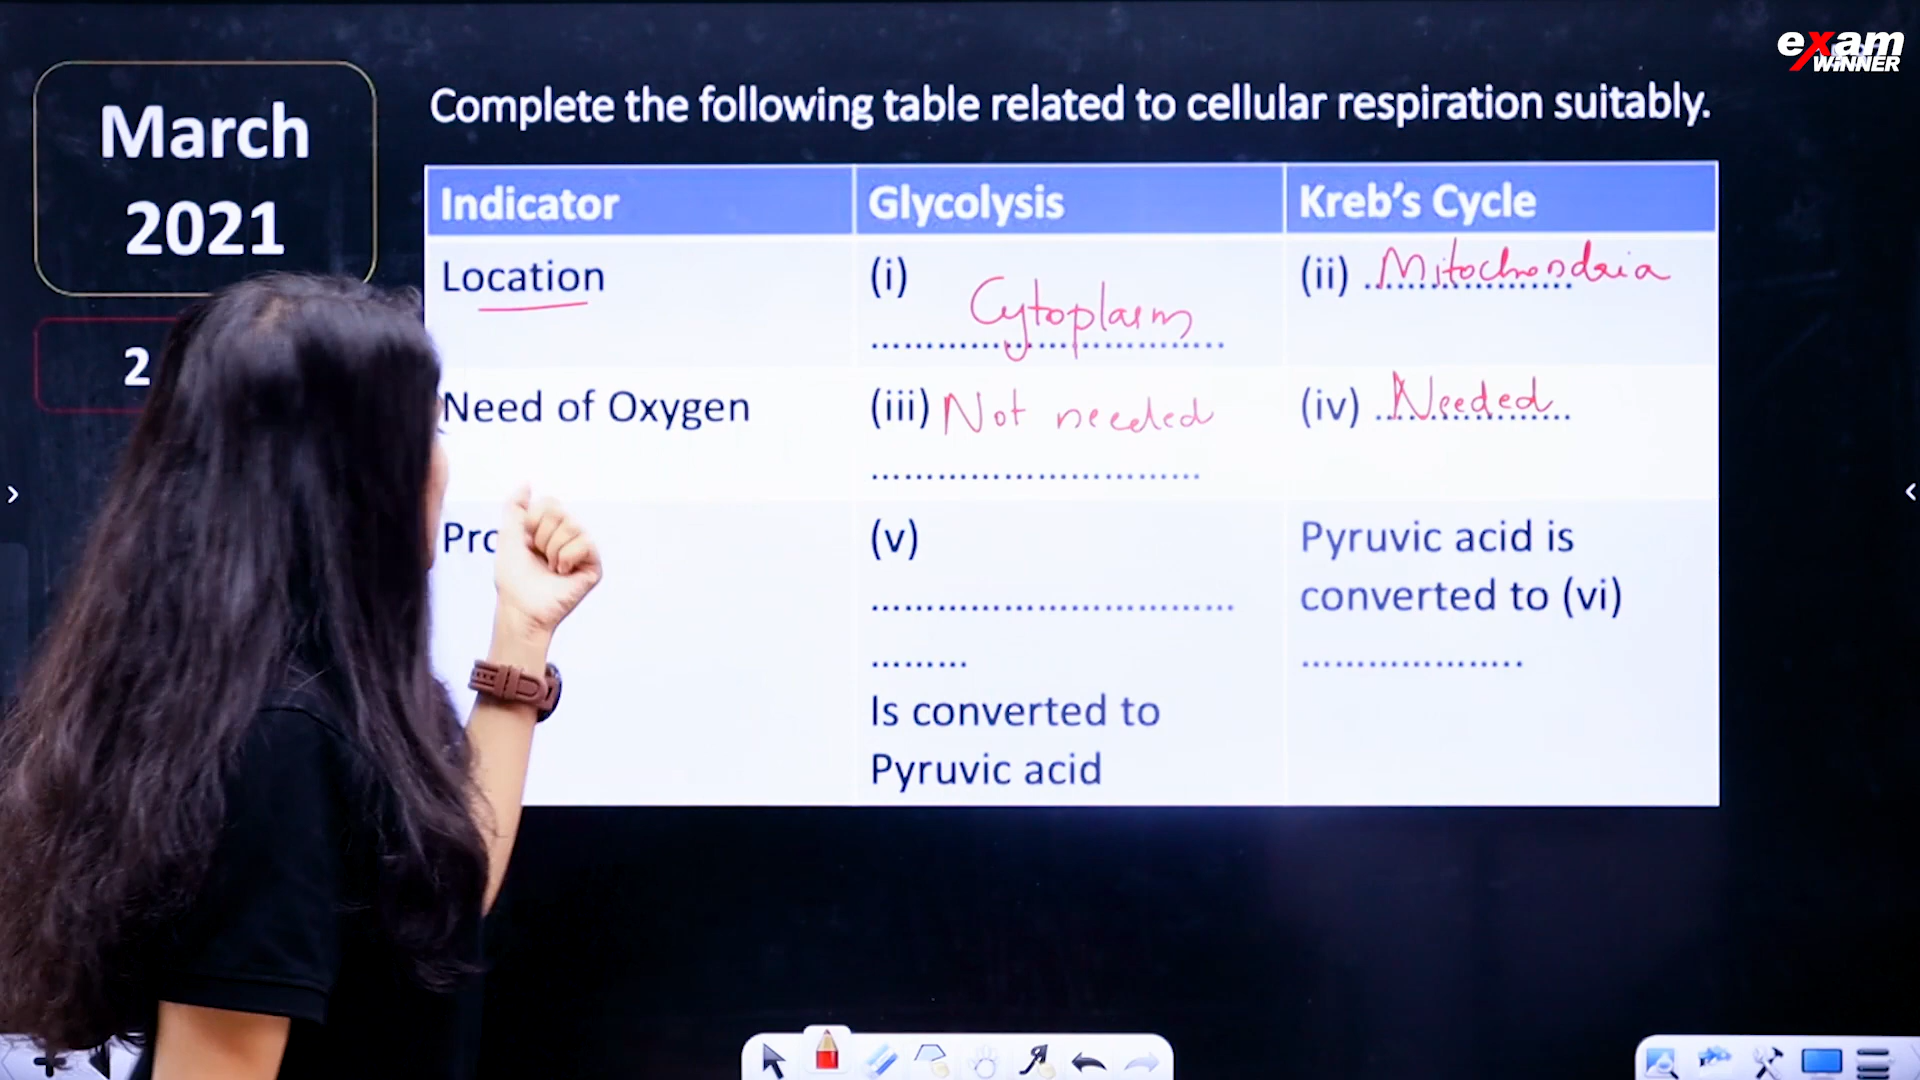 exam
WINNER
March
2021
Complete the following table related to cellular respiration suitably.
Indicator Glycolysis Kreb's Cycle
Location (i) Cytoplasm (ii) Mitochondria
Need of Oxygen (iii) Not needed (iv) Needed
(v) Pyruvic acid is
converted to (vi)
Is converted to
Pyruvic acid
2